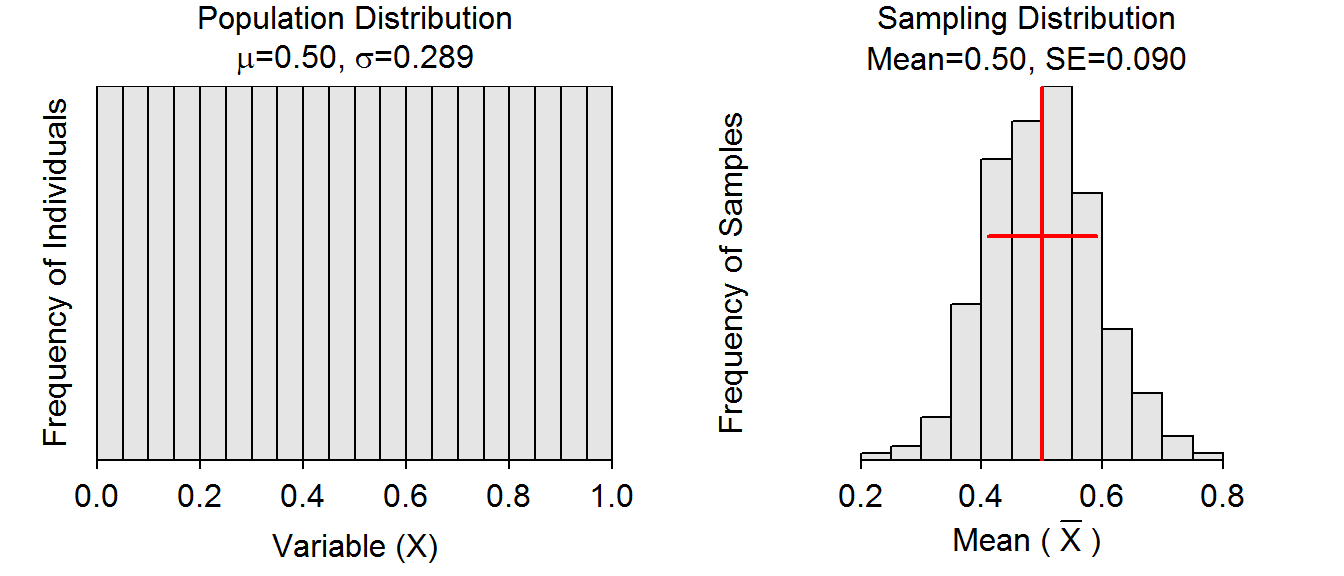 Population Distribution
μ=0.50, σ=0.289
Frequency of Individuals
0.0 0.2 0.4 0.6 0.8 1.0
Variable (X)
Sampling Distribution
Mean=0.50, SE=0.090
Frequency of Samples
0.2 0.4 0.6 0.8
Mean ( X̅ )